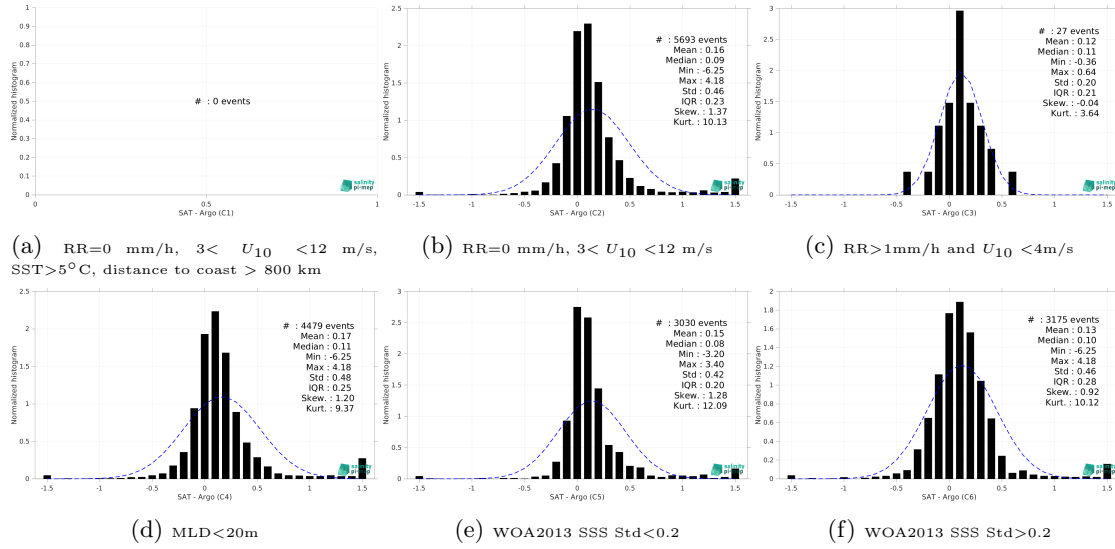 Normalized histogram
1
0.9
0.8
0.7
0.6
0.5
0.4
0.3
0.2
0.1
0
# : 0 events
0
0.5
1
SAT - Argo (C1)
salinity
pi-mep
(a) RR=0 mm/h, 3< U10 <12 m/s,
SST>5°C, distance to coast > 800 km
Normalized histogram
2.5
2
1.5
1
0.5
0
# : 5693 events
Mean : 0.16
Median : 0.09
Min : -6.25
Max : 4.18
Std : 0.46
IQR : 0.23
Skew. : 1.37
Kurt. : 10.13
-1.5
-1
-0.5
0
0.5
1
1.5
SAT - Argo (C2)
salinity
pi-mep
(b) RR=0 mm/h, 3< U10 <12 m/s
Normalized histogram
3
2.5
2
1.5
1
0.5
0
# : 27 events
Mean : 0.12
Median : 0.11
Min : -0.36
Max : 0.64
Std : 0.20
IQR : 0.21
Skew. : -0.04
Kurt. : 3.64
-1.5
-1
-0.5
0
0.5
1
1.5
SAT - Argo (C3)
salinity
pi-mep
(c) RR>1mm/h and U10 <4m/s
Normalized histogram
2.5
2
1.5
1
0.5
0
# : 4479 events
Mean : 0.17
Median : 0.11
Min : -6.25
Max : 4.18
Std : 0.48
IQR : 0.25
Skew. : 1.20
Kurt. : 9.37
-1.5
-1
-0.5
0
0.5
1
1.5
SAT - Argo (C4)
salinity
pi-mep
(d) MLD<20m
Normalized histogram
3
2.5
2
1.5
1
0.5
0
# : 3030 events
Mean : 0.15
Median : 0.08
Min : -3.20
Max : 3.40
Std : 0.42
IQR : 0.20
Skew. : 1.28
Kurt. : 12.09
-1.5
-1
-0.5
0
0.5
1
1.5
SAT - Argo (C5)
salinity
pi-mep
(e) WOA2013 SSS Std<0.2
Normalized histogram
2
1.8
1.6
1.4
1.2
1
0.8
0.6
0.4
0.2
0
# : 3175 events
Mean : 0.13
Median : 0.10
Min : -6.25
Max : 4.18
Std : 0.46
IQR : 0.28
Skew. : 0.92
Kurt. : 10.12
-1.5
-1
-0.5
0
0.5
1
1.5
SAT - Argo (C6)
salinity
pi-mep
(f) WOA2013 SSS Std>0.2